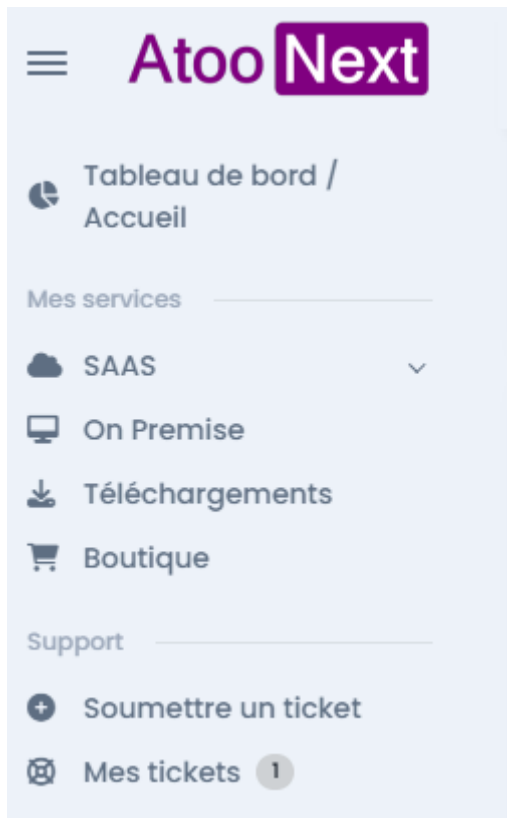 Atoo Next
Tableau de bord /
Accueil
Mes services
SAAS
On Premise
Téléchargements
Boutique
Support
Soumettre un ticket
Mes tickets 1